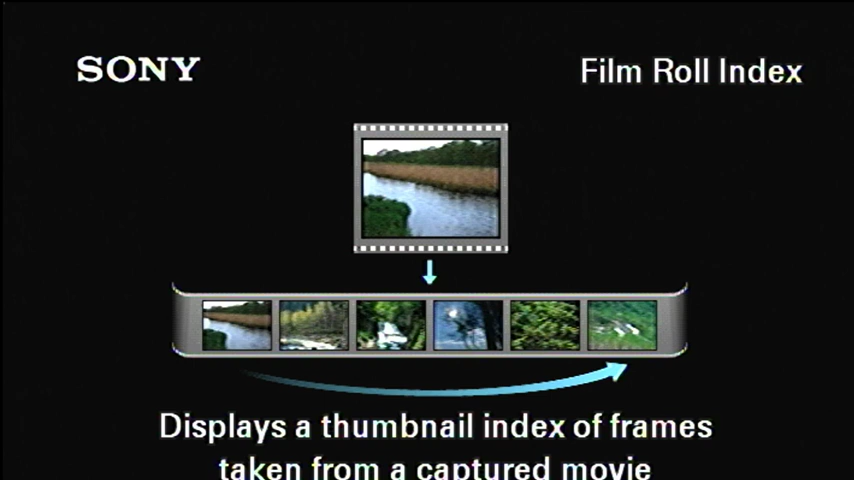 SONY
Film Roll Index
Displays a thumbnail index of frames
taken from a captured movie